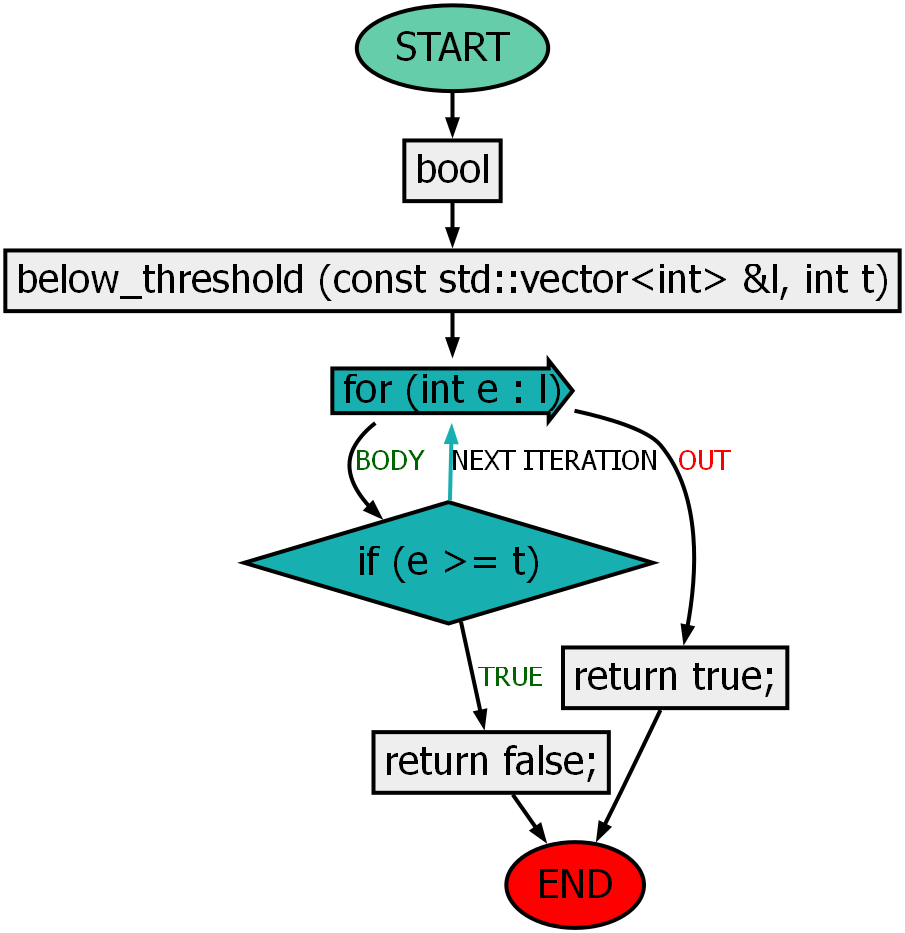 START
bool
below_threshold (const std::vector<int> &l, int t)
for (int e : l)
BODY
NEXT ITERATION
OUT
if (e >= t)
TRUE
return true;
return false;
END